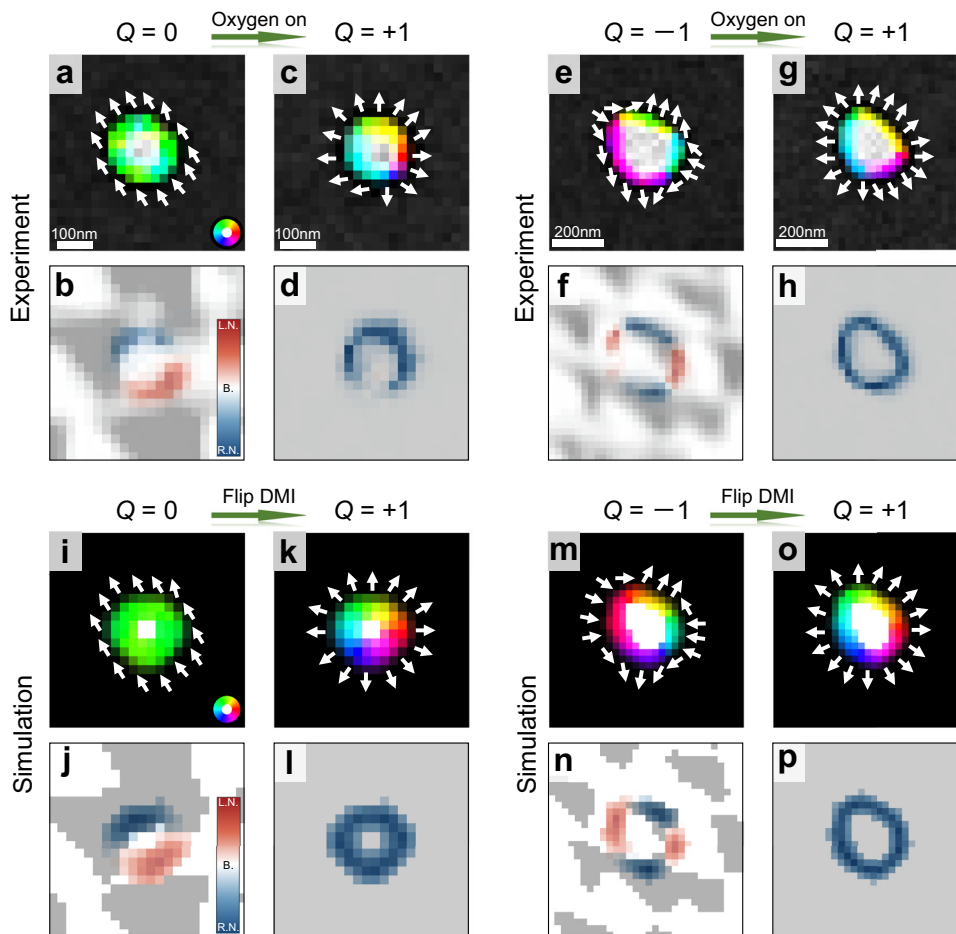 Oxygen on
Q = 0
Q = +1
Oxygen on
Q = −1
Q = +1
Experiment
a
100nm
c
100nm
Experiment
e
200nm
g
200nm
b
L.N.
B.
R.N.
d
f
h
Flip DMI
Q = 0
Q = +1
Flip DMI
Q = −1
Q = +1
Simulation
i
k
Simulation
m
o
j
L.N.
B.
R.N.
l
n
p